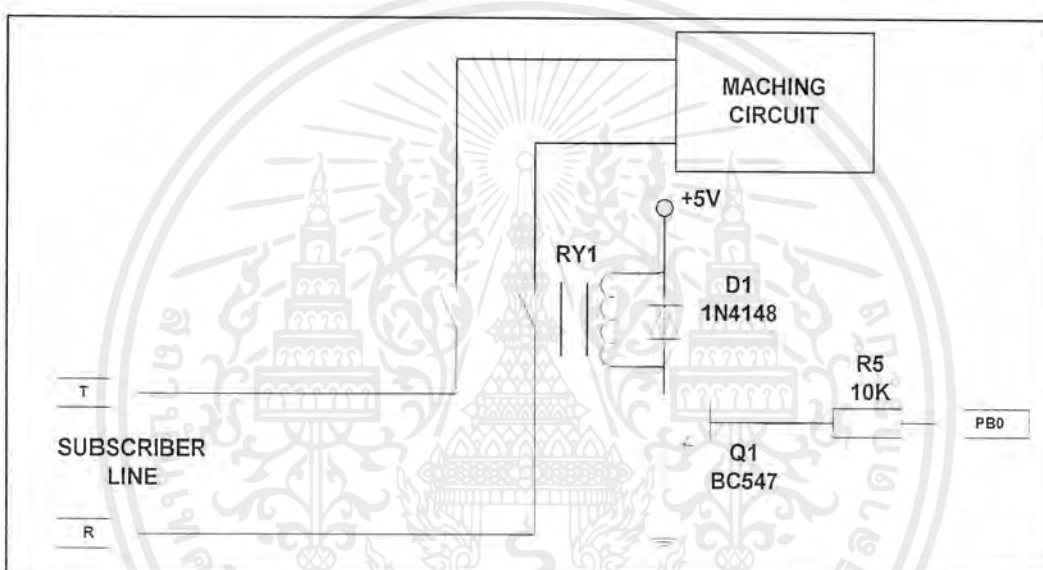 MACHING
CIRCUIT
+5V
RY1
D1
1N4148
R5
10K
T
PB0
SUBSCRIBER
LINE
Q1
BC547
R